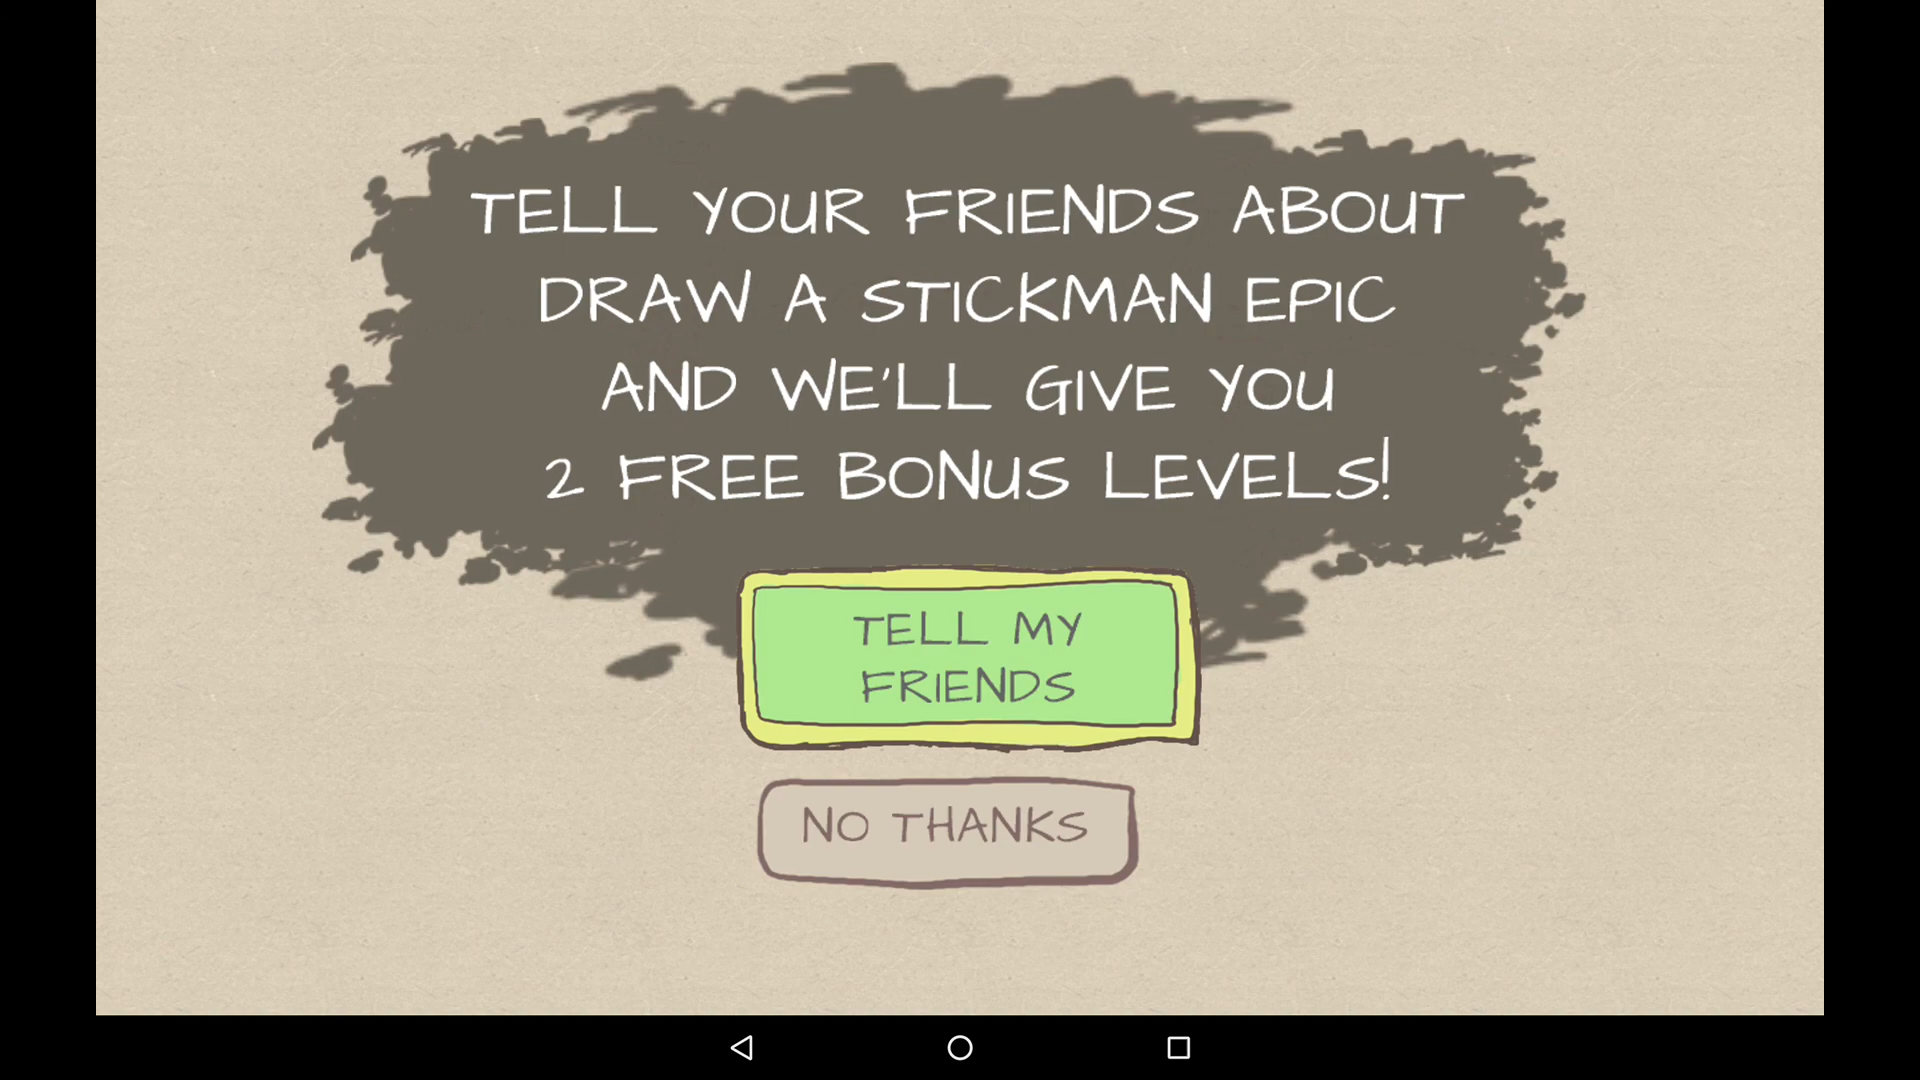 TELL YOUR FRIENDS ABOUT
DRAW A STICKMAN EPIC
AND WE'LL GIVE YOU
2 FREE BONUS LEVELS!
TELL MY
FRIENDS
NO THANKS